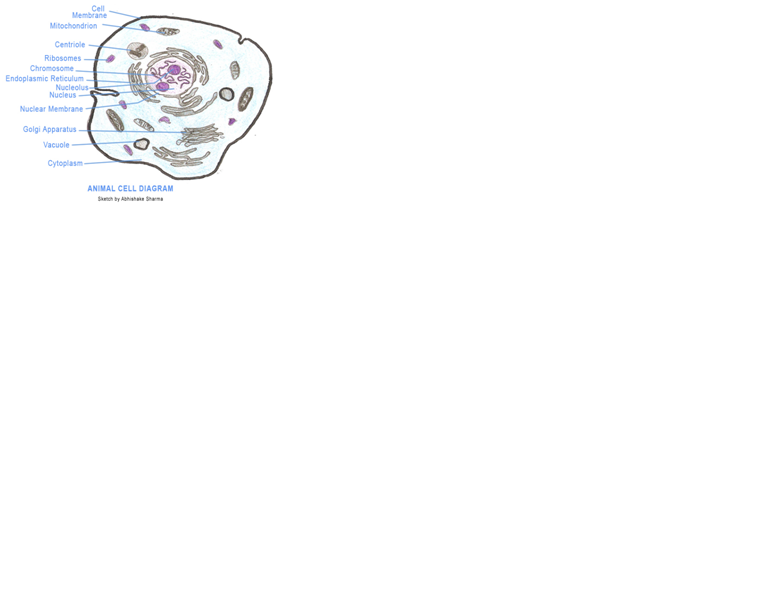 Cell
Membrane
Mitochondrion
Centriole
Ribosomes
Chromosome
Endoplasmic Reticulum
Nucleolus
Nucleus
Nuclear Membrane
Golgi Apparatus
Vacuole
Cytoplasm
ANIMAL CELL DIAGRAM
Sketch by Abhishake Sharma